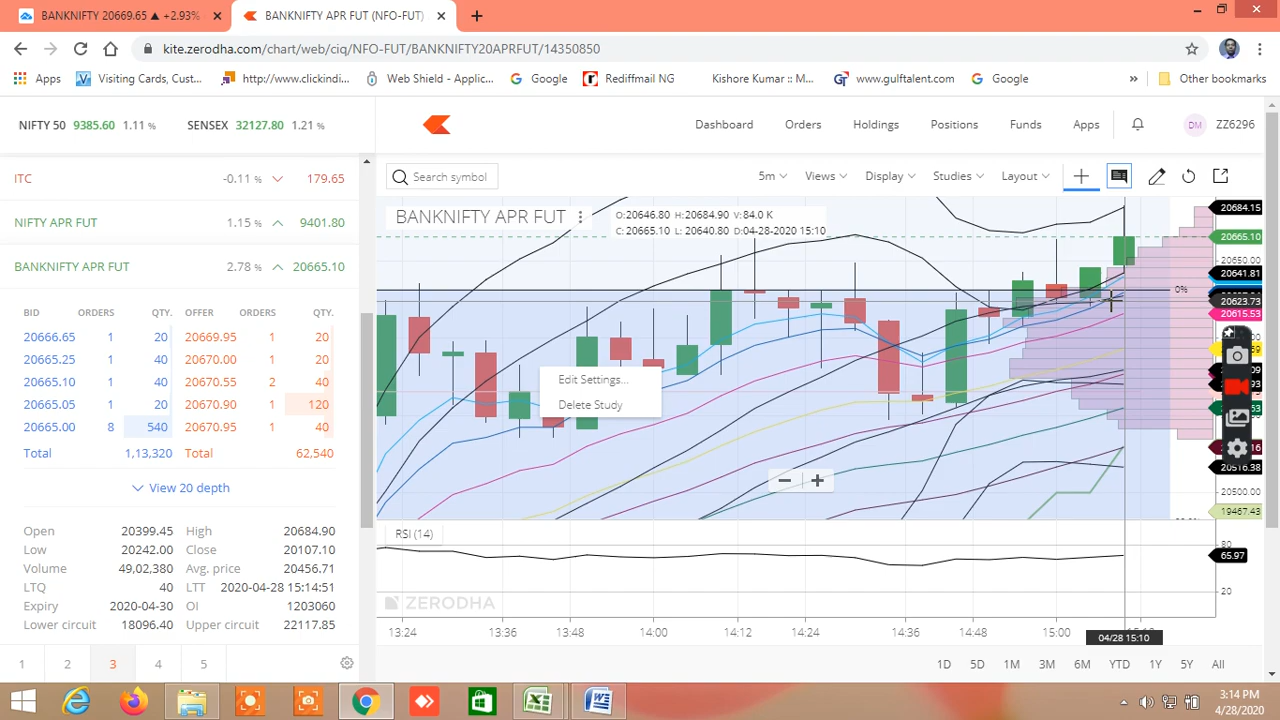 BANKNIFTY 20669.65 ▲ +2.93%
BANKNIFTY APR FUT (NFO-FUT)
kite.zerodha.com/chart/web/ciq/NFO-FUT/BANKNIFTY20APRFUT/14350850
Apps Visiting Cards, Cust... http://www.clickindi... Web Shield - Applic... Google Rediffmail NG Kishore Kumar :: M... www.gulftalent.com Google » Other bookmarks
NIFTY 50 9385.60 1.11 % SENSEX 32127.80 1.21 %
Dashboard Orders Holdings Positions Funds Apps DM ZZ6296
ITC -0.11 % 179.65
NIFTY APR FUT 1.15 % 9401.80
BANKNIFTY APR FUT 2.78 % 20665.10
BID ORDERS QTY. OFFER ORDERS QTY.
20666.65 1 20 20669.95 1 20
20665.25 1 40 20670.00 1 20
20665.10 1 40 20670.55 2 40
20665.05 1 20 20670.90 1 120
20665.00 8 540 20670.95 1 40
Total 1,13,320 Total 62,540
View 20 depth
Open 20399.45 High 20684.90
Low 20242.00 Close 20107.10
Volume 49,02,380 Avg. price 20456.71
LTQ 40 LTT 2020-04-28 15:14:51
Expiry 2020-04-30 OI 1203060
Lower circuit 18096.40 Upper circuit 22117.85
1 2 3 4 5
Search symbol 5m Views Display Studies Layout
BANKNIFTY APR FUT
O:20646.80 H:20684.90 V:84.0 K
C:20665.10 L:20640.80 D:04-28-2020 15:10
Edit Settings...
Delete Study
0%
20684.15
20665.10
20650.00
20641.81
20623.73
20615.53
20516.38
20500.00
19467.43
RSI (14)
80
65.97
20
ZERODHA
13:24 13:36 13:48 14:00 14:12 14:24 14:36 14:48 15:00
04/28 15:10
1D 5D 1M 3M 6M YTD 1Y 5Y All
3:14 PM
4/28/2020